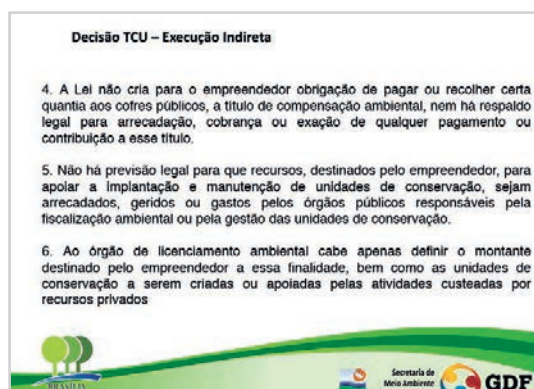 Decisão TCU – Execução Indireta
4. A Lei não cria para o empreendedor obrigação de pagar ou recolher certa
quantia aos cofres públicos, a título de compensação ambiental, nem há respaldo
legal para arrecadação, cobrança ou exação de qualquer pagamento ou
contribuição a esse título.
5. Não há previsão legal para que recursos, destinados pelo empreendedor, para
apoiar a implantação e manutenção de unidades de conservação, sejam
arrecadados, geridos ou gastos pelos órgãos públicos responsáveis pela
fiscalização ambiental ou pela gestão das unidades de conservação.
6. Ao órgão de licenciamento ambiental cabe apenas definir o montante
destinado pelo empreendedor a essa finalidade, bem como as unidades de
conservação a serem criadas ou apoiadas pelas atividades custeadas por
recursos privados
BRASÍLIA
Secretaria de
Meio Ambiente
GDF